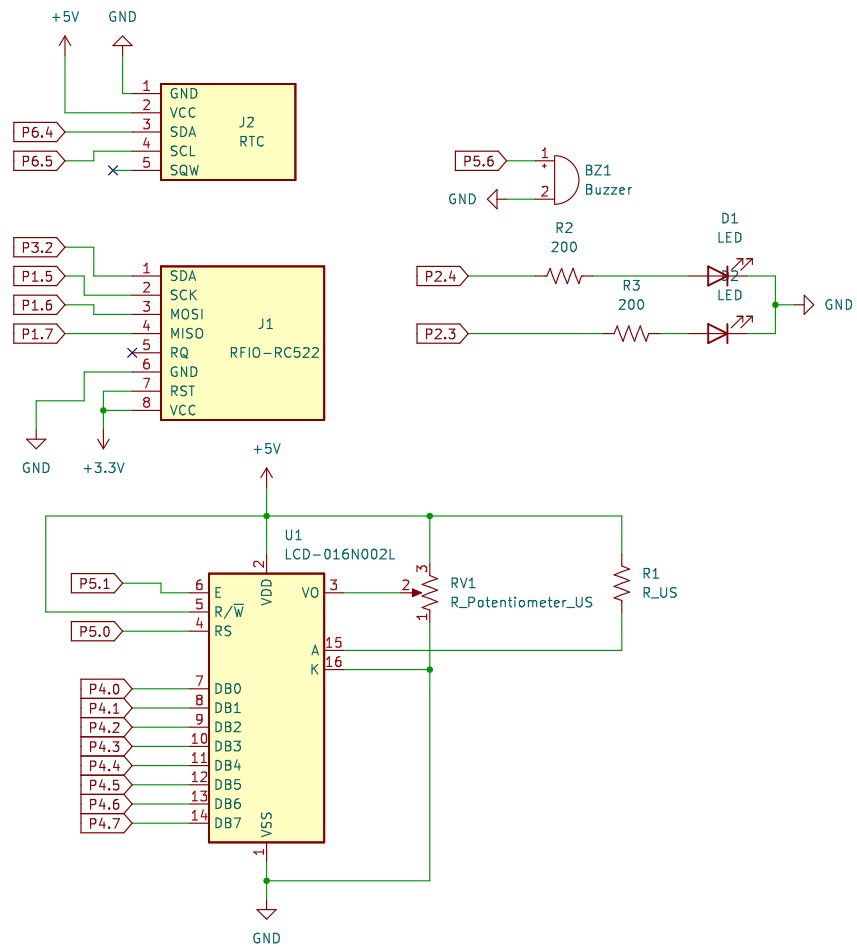 +5V
GND
1 GND
2 VCC
P6.4 3 SDA
P6.5 4 SCL
5 SQW
J2
RTC
P5.6 1
+
BZ1
Buzzer
GND 2
P3.2
1 SDA
P1.5
2 SCK
P1.6
3 MOSI
P1.7 4 MISO
5 RQ
6 GND
7 RST
8 VCC
J1
RFIO-RC522
GND
+3.3V
R2
200
D1
LED
P2.4
R3
200
D2
LED
P2.3
GND
+5V
U1
LCD-016N002L
2
VDD
P5.1 6 E
5 R/W̅
P5.0 4 RS
VO 3
2
3
1
RV1
R_Potentiometer_US
R1
R_US
A 15
K 16
P4.0 7 DB0
P4.1 8 DB1
P4.2 9 DB2
P4.3 10 DB3
P4.4 11 DB4
P4.5 12 DB5
P4.6 13 DB6
P4.7 14 DB7
VSS
1
GND